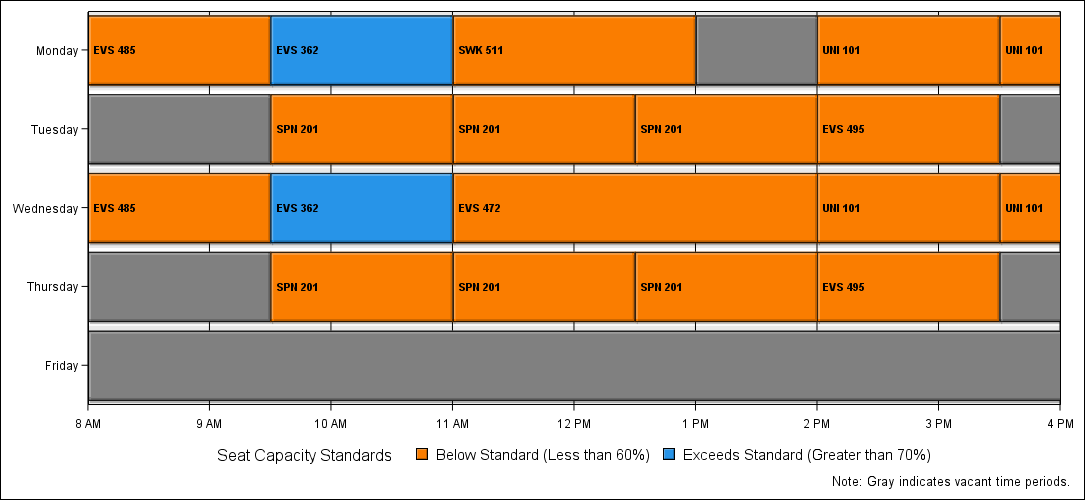 Monday EVS 485 EVS 362 SWK 511 UNI 101 UNI 101
Tuesday SPN 201 SPN 201 SPN 201 EVS 495
Wednesday EVS 485 EVS 362 EVS 472 UNI 101 UNI 101
Thursday SPN 201 SPN 201 SPN 201 EVS 495
Friday
8 AM 9 AM 10 AM 11 AM 12 PM 1 PM 2 PM 3 PM 4 PM
Seat Capacity Standards Below Standard (Less than 60%) Exceeds Standard (Greater than 70%)
Note: Gray indicates vacant time periods.